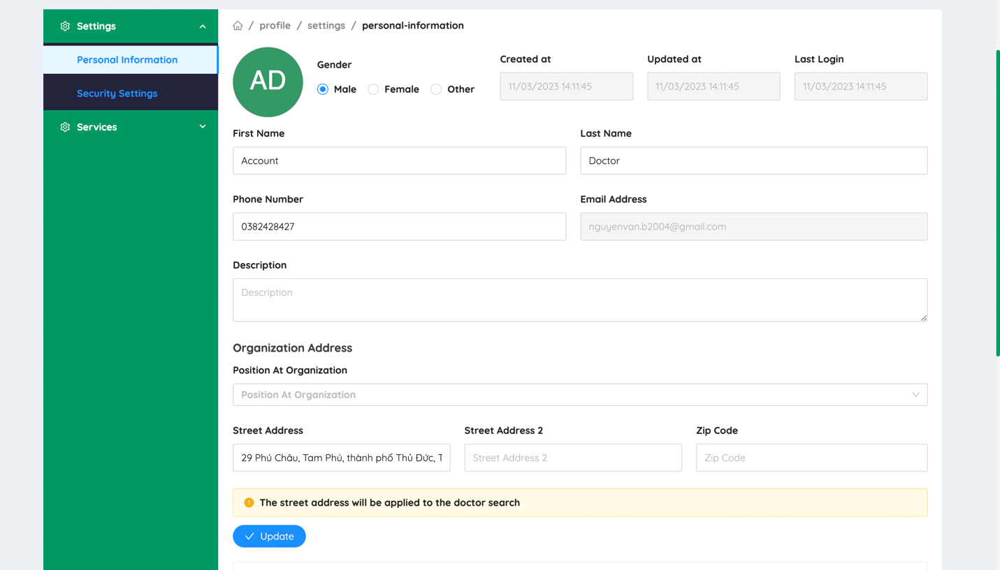 Settings
Personal Information
Security Settings
Services
/ profile / settings / personal-information
AD
Gender
Male Female Other
Created at
11/03/2023 14:11:45
Updated at
11/03/2023 14:11:45
Last Login
11/03/2023 14:11:45
First Name
Account
Last Name
Doctor
Phone Number
0382428427
Email Address
nguyenvan.b2004@gmail.com
Description
Description
Organization Address
Position At Organization
Position At Organization
Street Address
29 Phú Châu, Tam Phú, thành phố Thủ Đức, T
Street Address 2
Street Address 2
Zip Code
Zip Code
The street address will be applied to the doctor search
Update